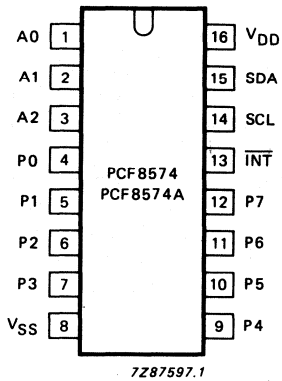 A0 1 16 VDD
A1 2 15 SDA
A2 3 14 SCL
P0 4 13 INT
PCF8574
PCF8574A
P1 5 12 P7
P2 6 11 P6
P3 7 10 P5
VSS 8 9 P4
7Z87597.1